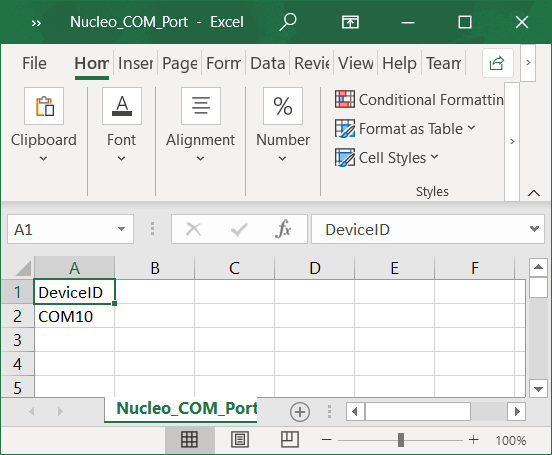 ›› Nucleo_COM_Port - Excel
File Hom Inser Page Form Data Revie View Help Team
Clipboard
Font
Alignment
%
Number
Conditional Formattin
Format as Table
Cell Styles
Styles
A1 fx DeviceID
A B C D E F
1 DeviceID
2 COM10
3
4
5
Nucleo_COM_Port
100%